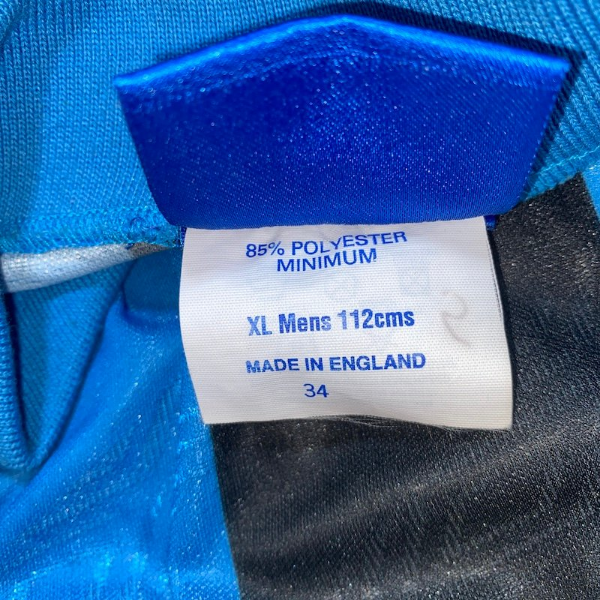 85% POLYESTER
MINIMUM
XL Mens 112cms
MADE IN ENGLAND
34